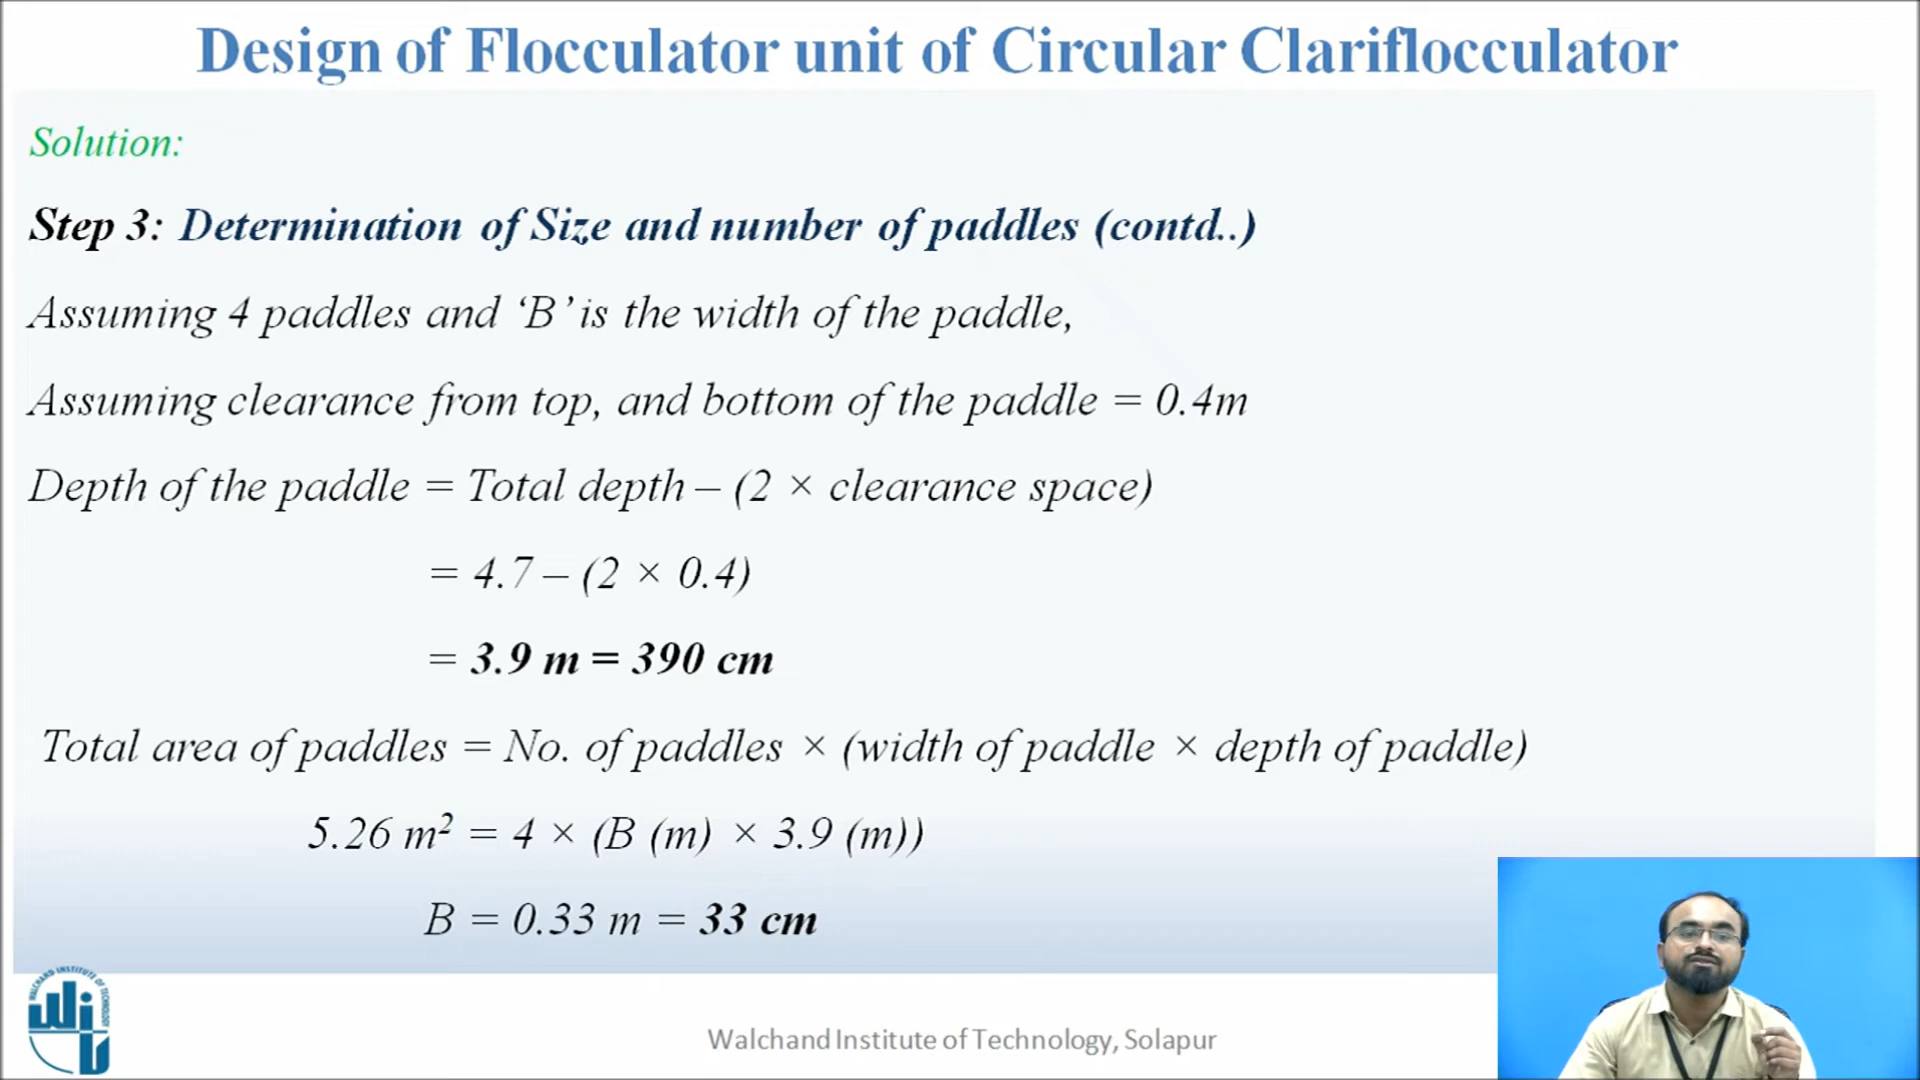 Design of Flocculator unit of Circular Clariflocculator
Solution:
Step 3: Determination of Size and number of paddles (contd..)
Assuming 4 paddles and ‘B’ is the width of the paddle,
Assuming clearance from top, and bottom of the paddle = 0.4m
Depth of the paddle = Total depth – (2 × clearance space)
= 4.7 – (2 × 0.4)
= 3.9 m = 390 cm
Total area of paddles = No. of paddles × (width of paddle × depth of paddle)
5.26 m² = 4 × (B (m) × 3.9 (m))
B = 0.33 m = 33 cm
WALCHAND INSTITUTE OF TECHNOLOGY
Walchand Institute of Technology, Solapur